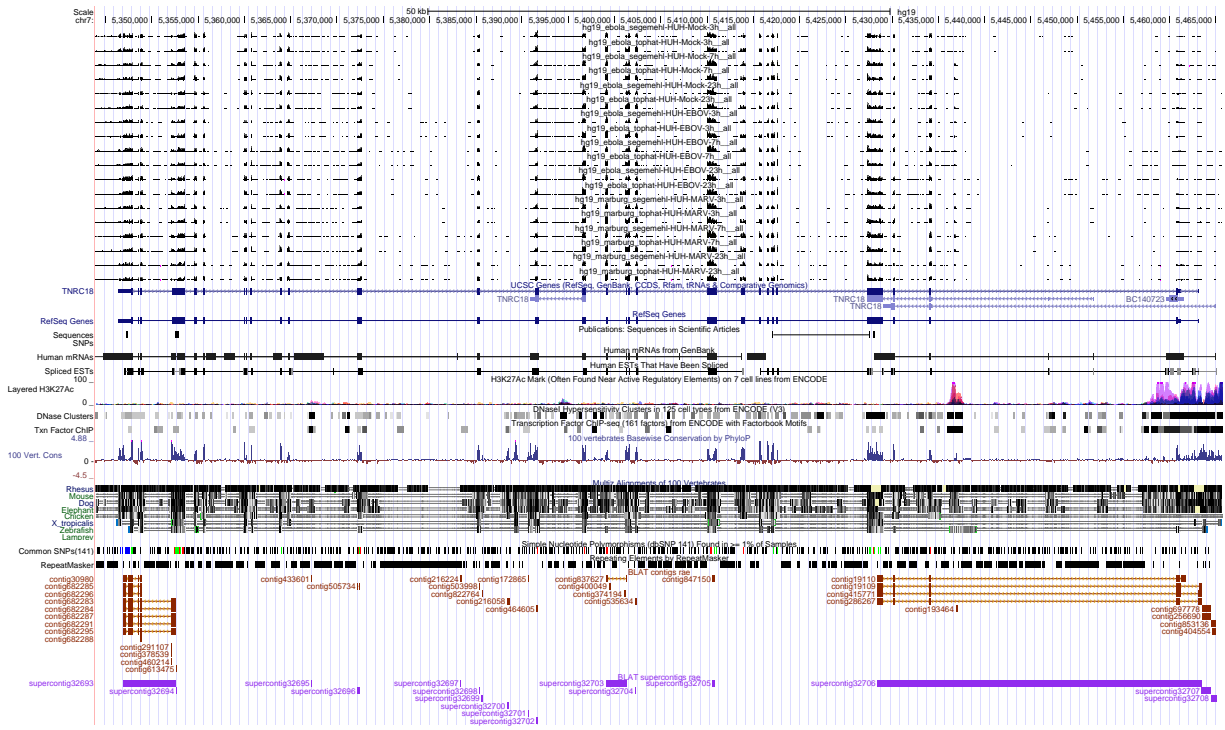 Scale 50 kb hg19
chr7: 5,350,000 5,355,000 5,360,000 5,365,000 5,370,000 5,375,000 5,380,000 5,385,000 5,390,000 5,395,000 5,400,000 5,405,000 5,410,000 5,415,000 5,420,000 5,425,000 5,430,000 5,435,000 5,440,000 5,445,000 5,450,000 5,455,000 5,460,000 5,465,000
hg19_ebola_segemehl-HUH-Mock-3h__all
hg19_ebola_tophat-HUH-Mock-3h__all
hg19_ebola_segemehl-HUH-Mock-7h__all
hg19_ebola_tophat-HUH-Mock-7h__all
hg19_ebola_segemehl-HUH-Mock-23h__all
hg19_ebola_tophat-HUH-Mock-23h__all
hg19_ebola_segemehl-HUH-EBOV-3h__all
hg19_ebola_tophat-HUH-EBOV-3h__all
hg19_ebola_segemehl-HUH-EBOV-7h__all
hg19_ebola_tophat-HUH-EBOV-7h__all
hg19_ebola_segemehl-HUH-EBOV-23h__all
hg19_ebola_tophat-HUH-EBOV-23h__all
hg19_marburg_segemehl-HUH-MARV-3h__all
hg19_marburg_tophat-HUH-MARV-3h__all
hg19_marburg_segemehl-HUH-MARV-7h__all
hg19_marburg_tophat-HUH-MARV-7h__all
hg19_marburg_segemehl-HUH-MARV-23h__all
hg19_marburg_tophat-HUH-MARV-23h__all
UCSC Genes (RefSeq, GenBank, CCDS, Rfam, tRNAs & Comparative Genomics)
TNRC18
TNRC18 TNRC18 BC140723
TNRC18
RefSeq Genes
RefSeq Genes
Publications: Sequences in Scientific Articles
Sequences
SNPs
Human mRNAs from GenBank
Human mRNAs
Human ESTs That Have Been Spliced
Spliced ESTs
H3K27Ac Mark (Often Found Near Active Regulatory Elements) on 7 cell lines from ENCODE
100
Layered H3K27Ac
0
DNaseI Hypersensitivity Clusters in 125 cell types from ENCODE (V3)
DNase Clusters
Transcription Factor ChIP-seq (161 factors) from ENCODE with Factorbook Motifs
Txn Factor ChIP
100 vertebrates Basewise Conservation by PhyloP
4.88
100 Vert. Cons
0
-4.5
Multiz Alignments of 100 Vertebrates
Rhesus
Mouse
Dog
Elephant
Chicken
X_tropicalis
Zebrafish
Lamprey
Simple Nucleotide Polymorphisms (dbSNP 141) Found in >= 1% of Samples
Common SNPs(141)
Repeating Elements by RepeatMasker
RepeatMasker
BLAT contigs rae
contig30980 contig433601 contig216224 contig172865 contig837627 contig847150 contig19110
contig682285 contig505734 contig503998 contig400049 contig19109
contig682296 contig822764 contig374194 contig415771
contig682283 contig216058 contig535634 contig286267
contig682284 contig464605 contig193464 contig697778
contig682287 contig256690
contig682291 contig853136
contig682295 contig404554
contig682288
contig291107
contig378539
contig460214
contig613475
BLAT supercontigs rae
supercontig32693 supercontig32695 supercontig32697 supercontig32703 supercontig32705 supercontig32706
supercontig32694 supercontig32696 supercontig32698 supercontig32704 supercontig32707
supercontig32699 supercontig32708
supercontig32700
supercontig32701
supercontig32702